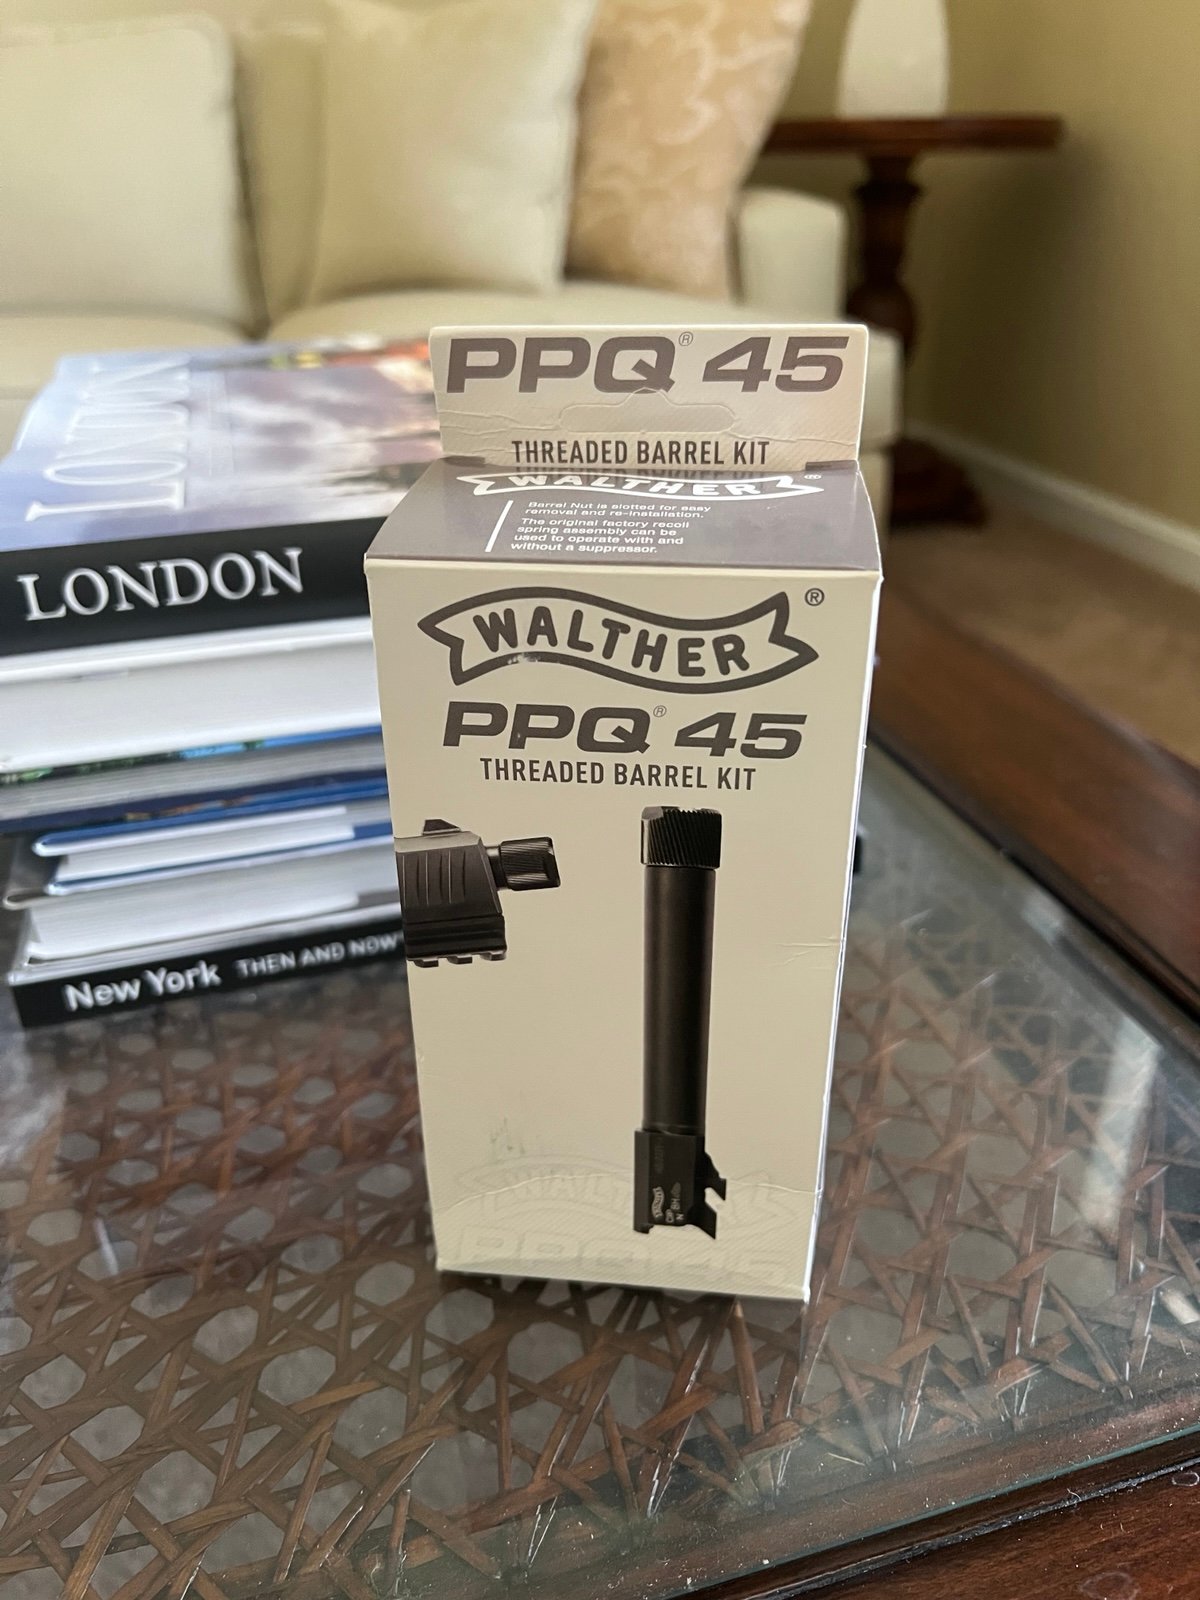 PPQ® 45
THREADED BARREL KIT
WALTHER®
Barrel Nut is slotted for easy
removal and re-installation.
The original factory recoil
spring assembly can be
used to operate with and
without a suppressor.
WALTHER®
PPQ® 45
THREADED BARREL KIT
WALTHER
LONDON
LONDON
New York THEN AND NOW